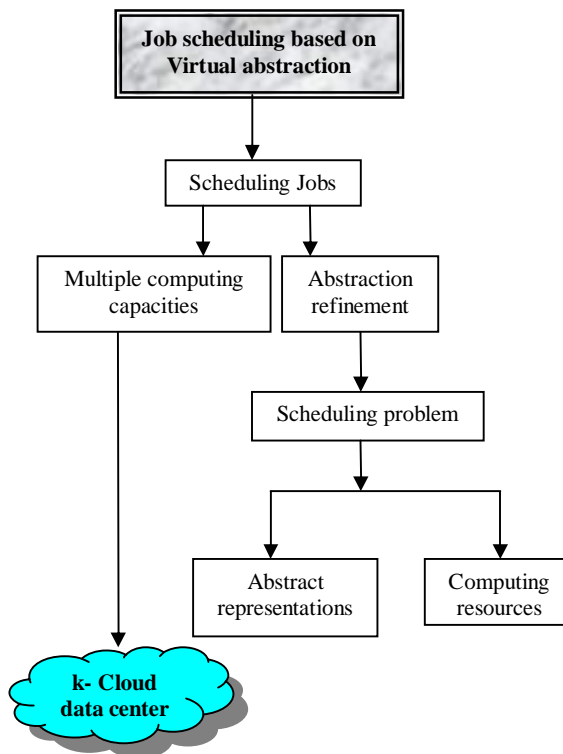 Job scheduling based on
Virtual abstraction
Scheduling Jobs
Multiple computing
capacities
Abstraction
refinement
Scheduling problem
Abstract
representations
Computing
resources
k- Cloud
data center